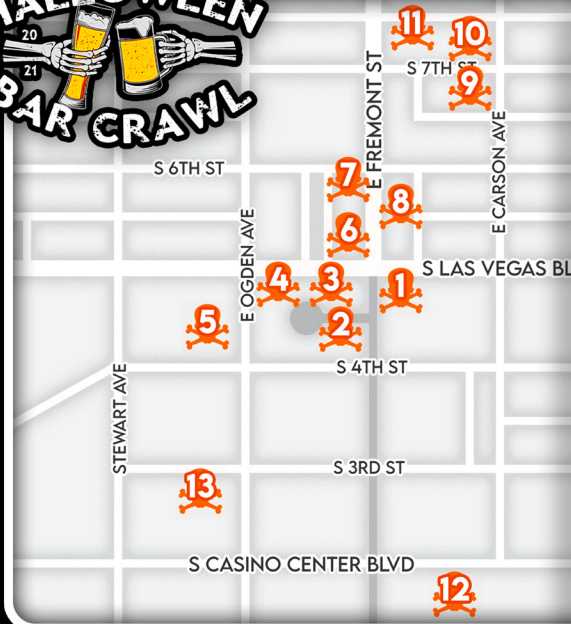 HALLOWEEN
20
21
BAR CRAWL
11
10
S 7TH ST
9
E FREMONT ST
E CARSON AVE
S 6TH ST
7
8
E OGDEN AVE
6
S LAS VEGAS BL
4
3
1
5
2
S 4TH ST
STEWART AVE
S 3RD ST
13
S CASINO CENTER BLVD
12